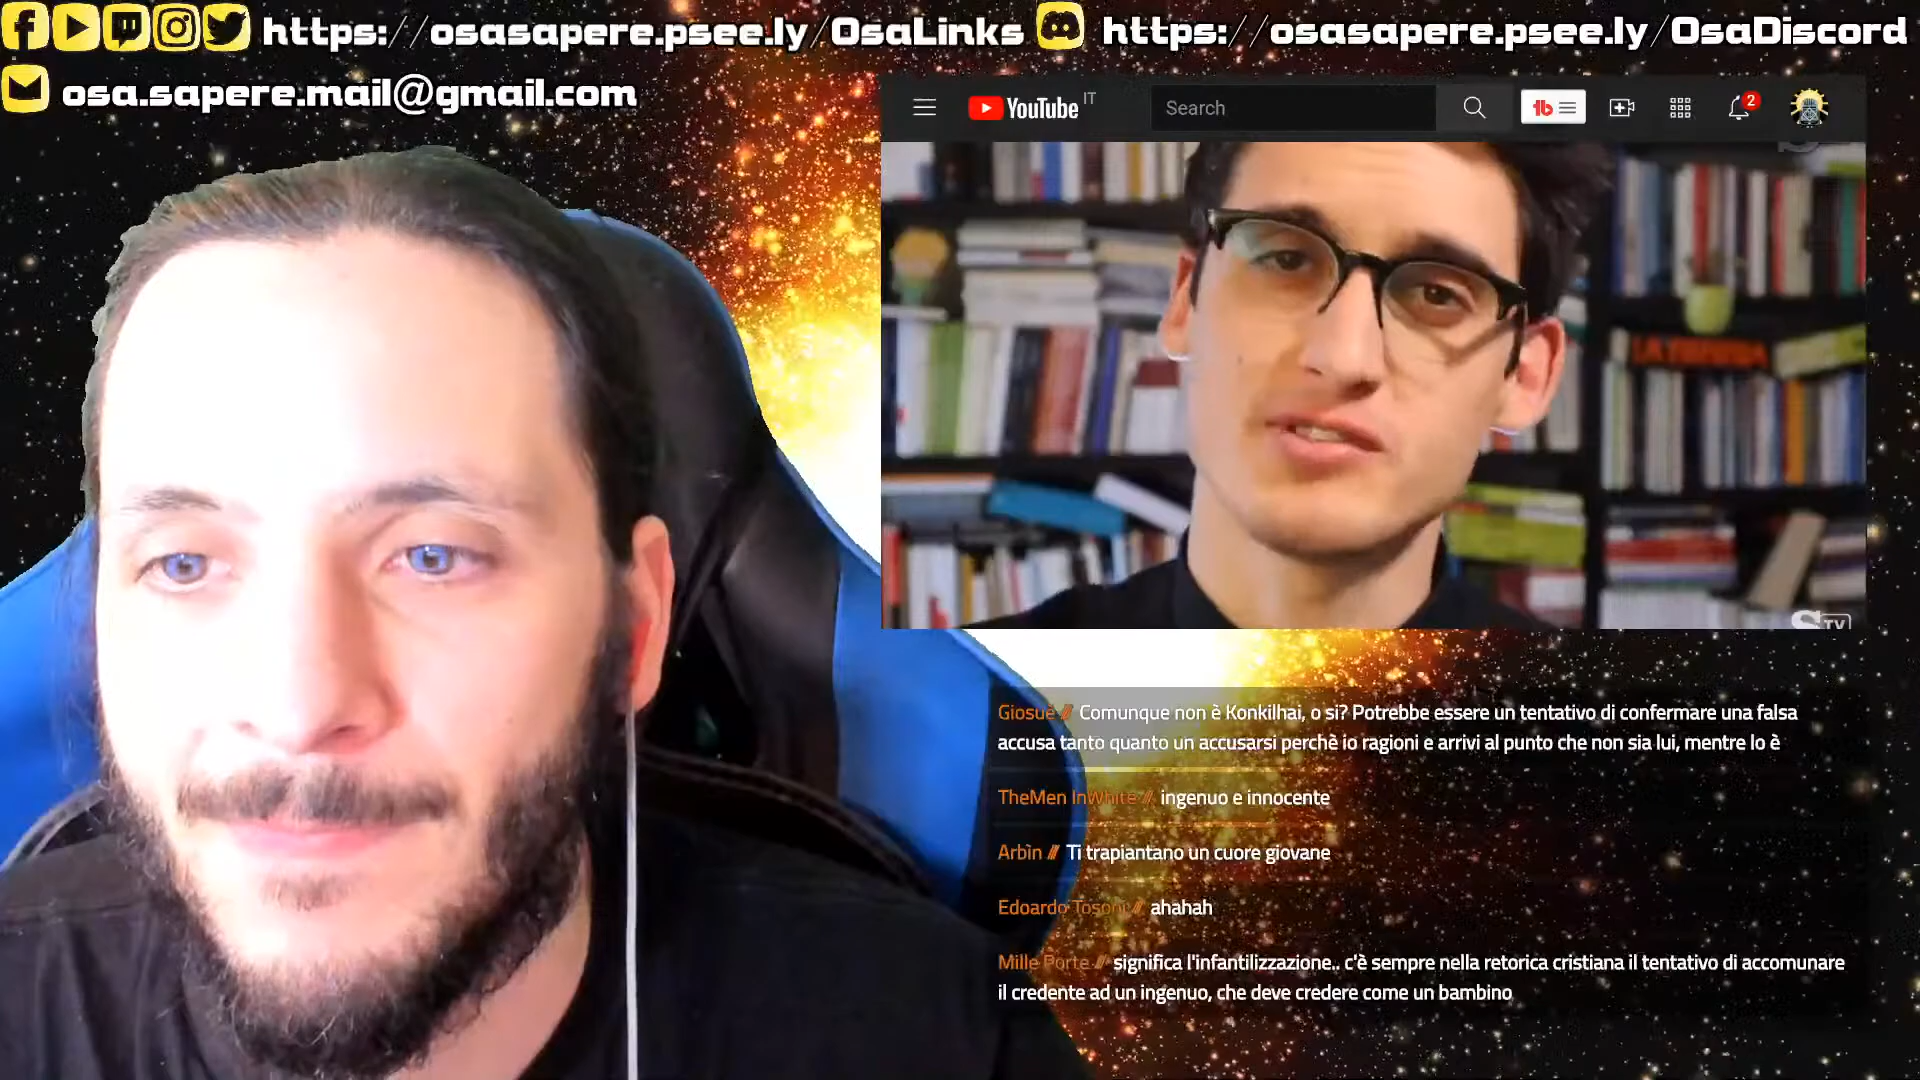 https://osasapere.psee.ly/OsaLinks
https://osasapere.psee.ly/OsaDiscord
osa.sapere.mail@gmail.com
YouTube IT
Search
2
STV
Giosuè // Comunque non è Konkilhai, o si? Potrebbe essere un tentativo di confermare una falsa
accusa tanto quanto un accusarsi perchè io ragioni e arrivi al punto che non sia lui, mentre lo è
TheMen InWhite // ingenuo e innocente
Arbìn // Ti trapiantano un cuore giovane
Edoardo Tosoni // ahahah
Mille Porte // significa l'infantilizzazione.. c'è sempre nella retorica cristiana il tentativo di accomunare
il credente ad un ingenuo, che deve credere come un bambino